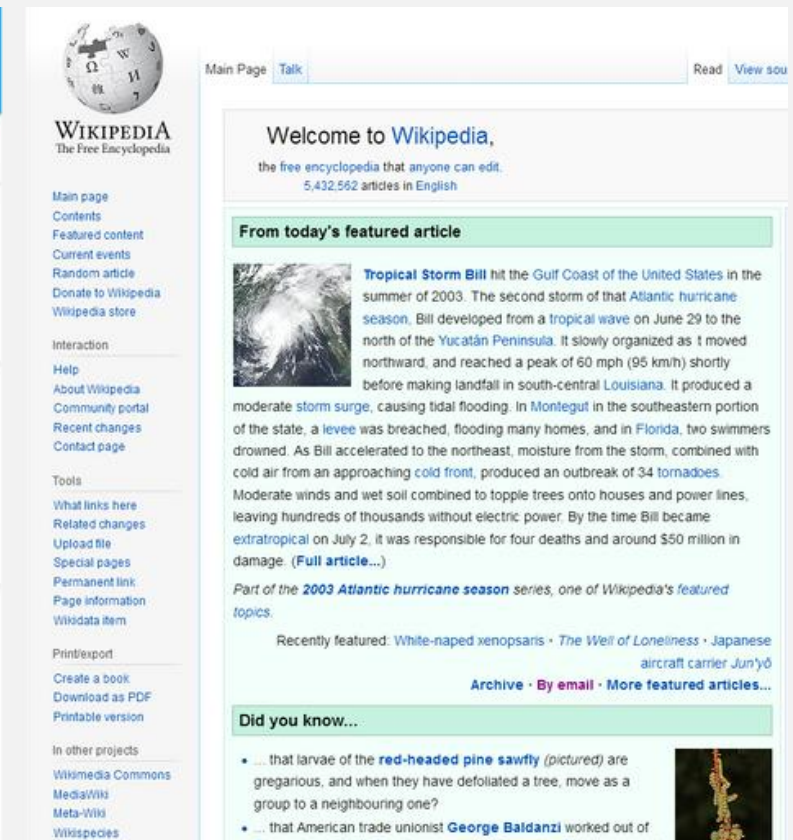 WIKIPEDIA
The Free Encyclopedia
Main page
Contents
Featured content
Current events
Random article
Donate to Wikipedia
Wikipedia store
Interaction
Help
About Wikipedia
Community portal
Recent changes
Contact page
Tools
What links here
Related changes
Upload file
Special pages
Permanent link
Page information
Wikidata item
Print/export
Create a book
Download as PDF
Printable version
In other projects
Wikimedia Commons
MediaWiki
Meta-Wiki
Wikispecies
Main Page Talk
Read View sou
Welcome to Wikipedia,
the free encyclopedia that anyone can edit.
5,432,562 articles in English
From today's featured article
Tropical Storm Bill hit the Gulf Coast of the United States in the
summer of 2003. The second storm of that Atlantic hurricane
season, Bill developed from a tropical wave on June 29 to the
north of the Yucatán Peninsula. It slowly organized as t moved
northward, and reached a peak of 60 mph (95 km/h) shortly
before making landfall in south-central Louisiana. It produced a
moderate storm surge, causing tidal flooding. In Montegut in the southeastern portion
of the state, a levee was breached, flooding many homes, and in Florida, two swimmers
drowned. As Bill accelerated to the northeast, moisture from the storm, combined with
cold air from an approaching cold front, produced an outbreak of 34 tornadoes.
Moderate winds and wet soil combined to topple trees onto houses and power lines,
leaving hundreds of thousands without electric power. By the time Bill became
extratropical on July 2, it was responsible for four deaths and around $50 million in
damage. (Full article...)
Part of the 2003 Atlantic hurricane season series, one of Wikipedia's featured
topics.
Recently featured: White-naped xenopsaris · The Well of Loneliness · Japanese
aircraft carrier Jun'yō
Archive · By email · More featured articles...
Did you know...
• ... that larvae of the red-headed pine sawfly (pictured) are
gregarious, and when they have defoliated a tree, move as a
group to a neighbouring one?
• ... that American trade unionist George Baldanzi worked out of